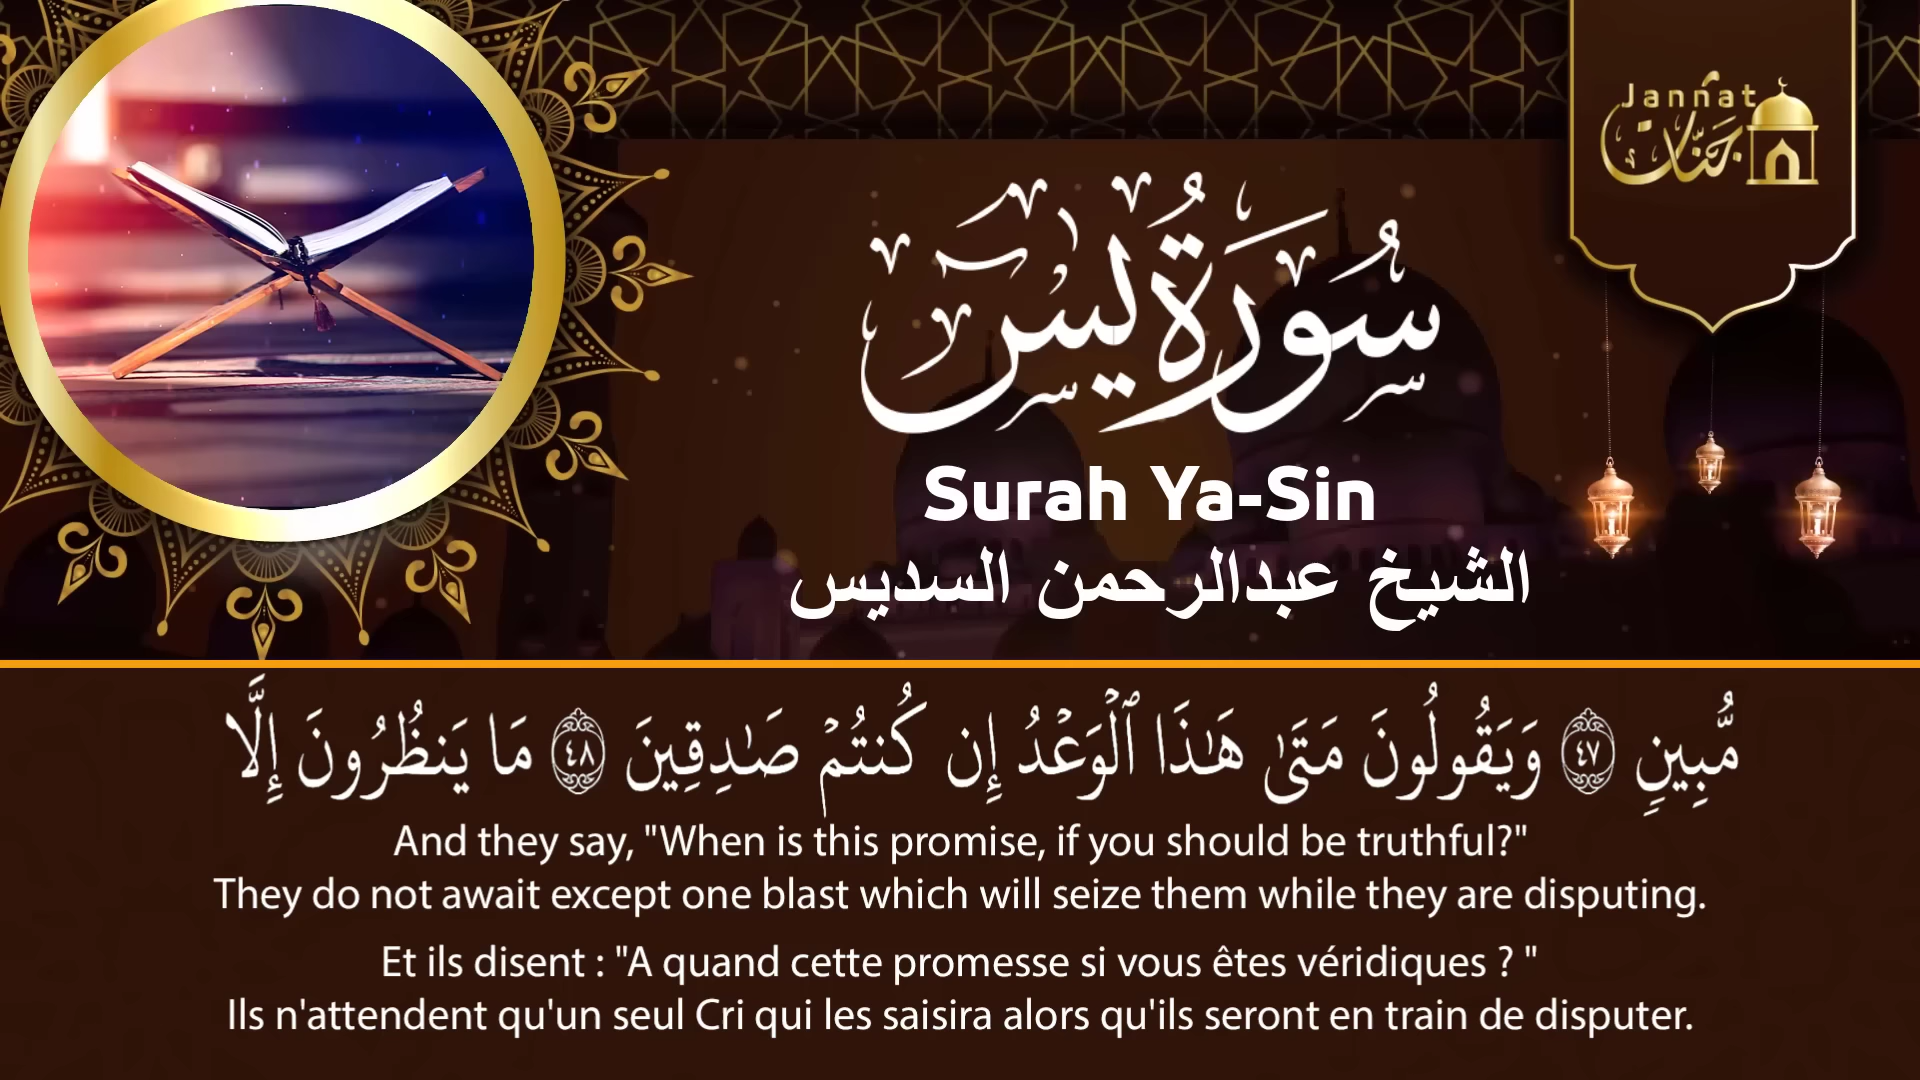 Jannat
جَنَّات
سُورَةُ يسٓ
Surah Ya-Sin
الشيخ عبدالرحمن السديس
مُّبِينٍ ٤٧ وَيَقُولُونَ مَتَىٰ هَـٰذَا ٱلْوَعْدُ إِن كُنتُمْ صَـٰدِقِينَ ٤٨ مَا يَنظُرُونَ إِلَّا
And they say, "When is this promise, if you should be truthful?"
They do not await except one blast which will seize them while they are disputing.
Et ils disent : "A quand cette promesse si vous êtes véridiques ? "
Ils n'attendent qu'un seul Cri qui les saisira alors qu'ils seront en train de disputer.